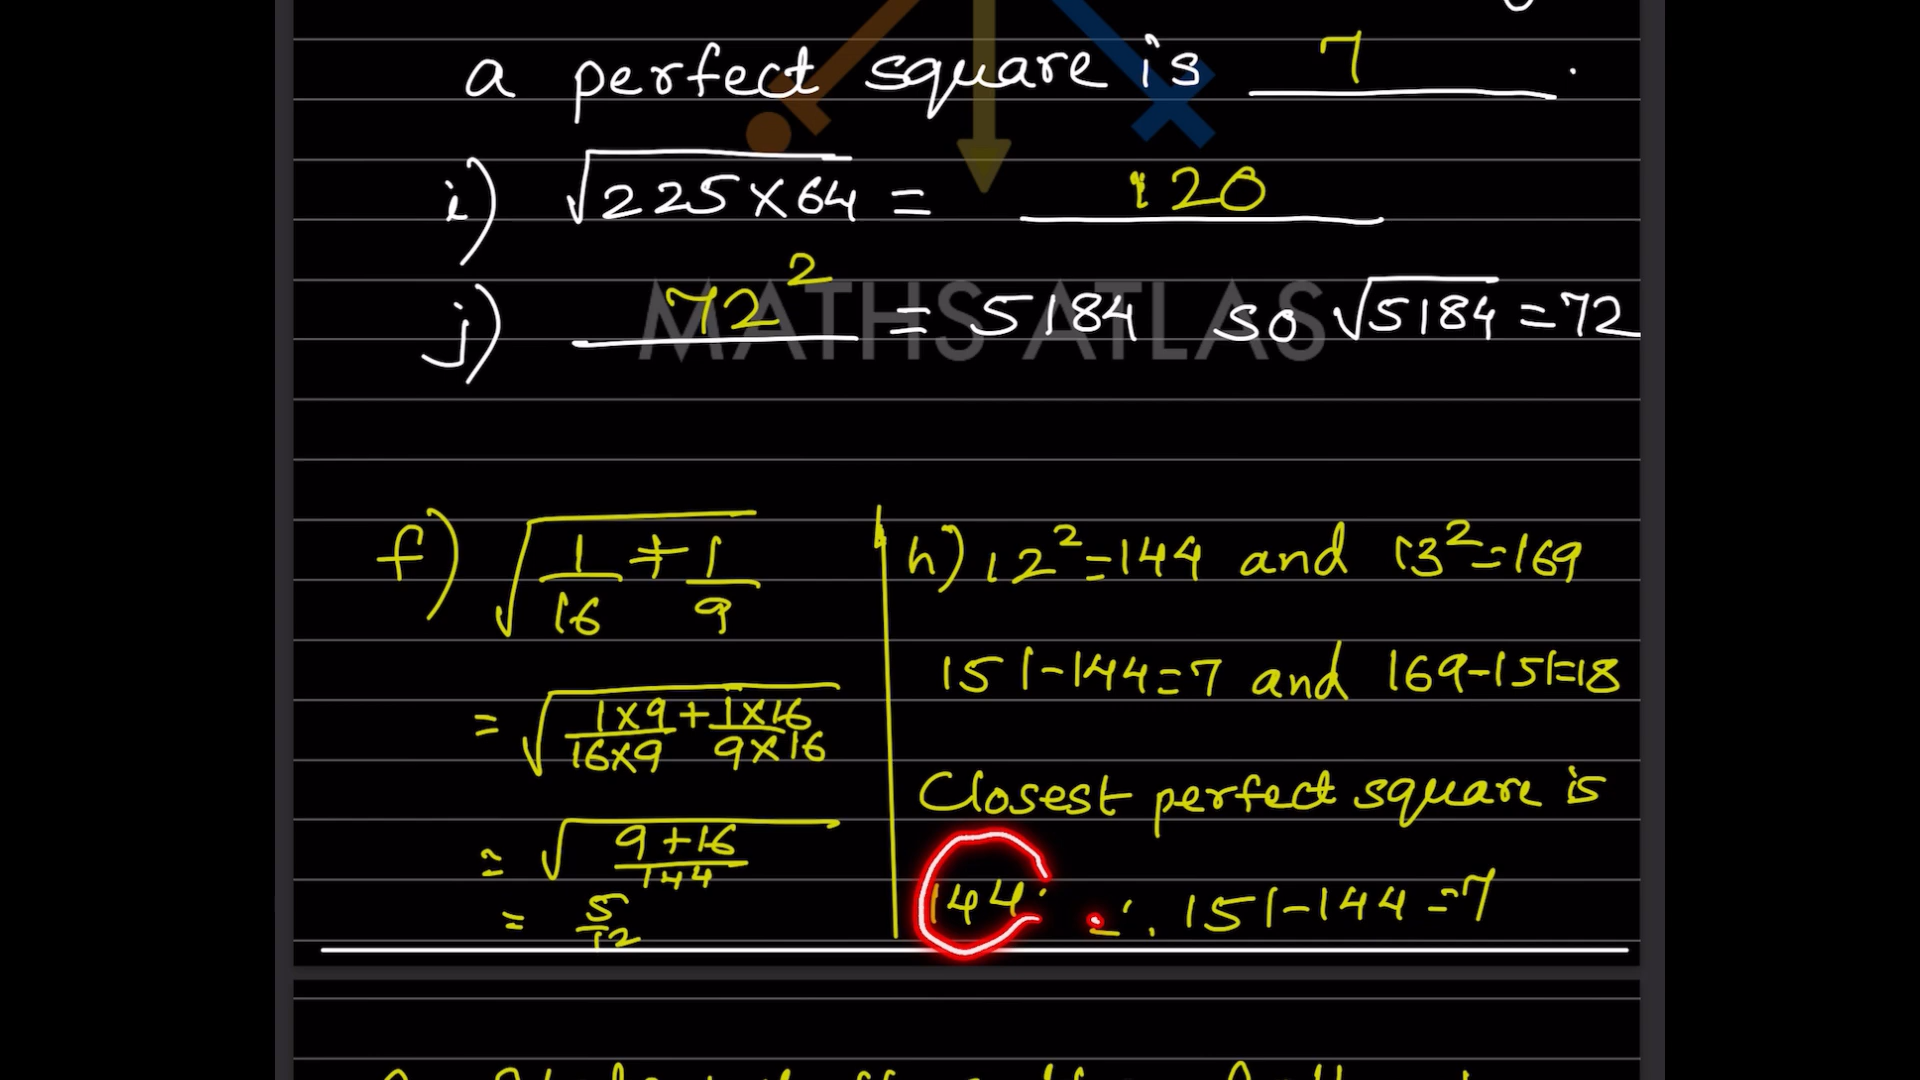 a perfect square is 7 .
i) √225×64 = 120
j) 72² = 5184 so √5184 = 72
MATHS ATLAS
f) √1/16 + 1/9
= √1×9/16×9 + 1×16/9×16
= √9+16/144
= 5/12
h) 12²=144 and 13²=169
151-144=7 and 169-151=18
Closest perfect square is
144. ∴ 151-144=7